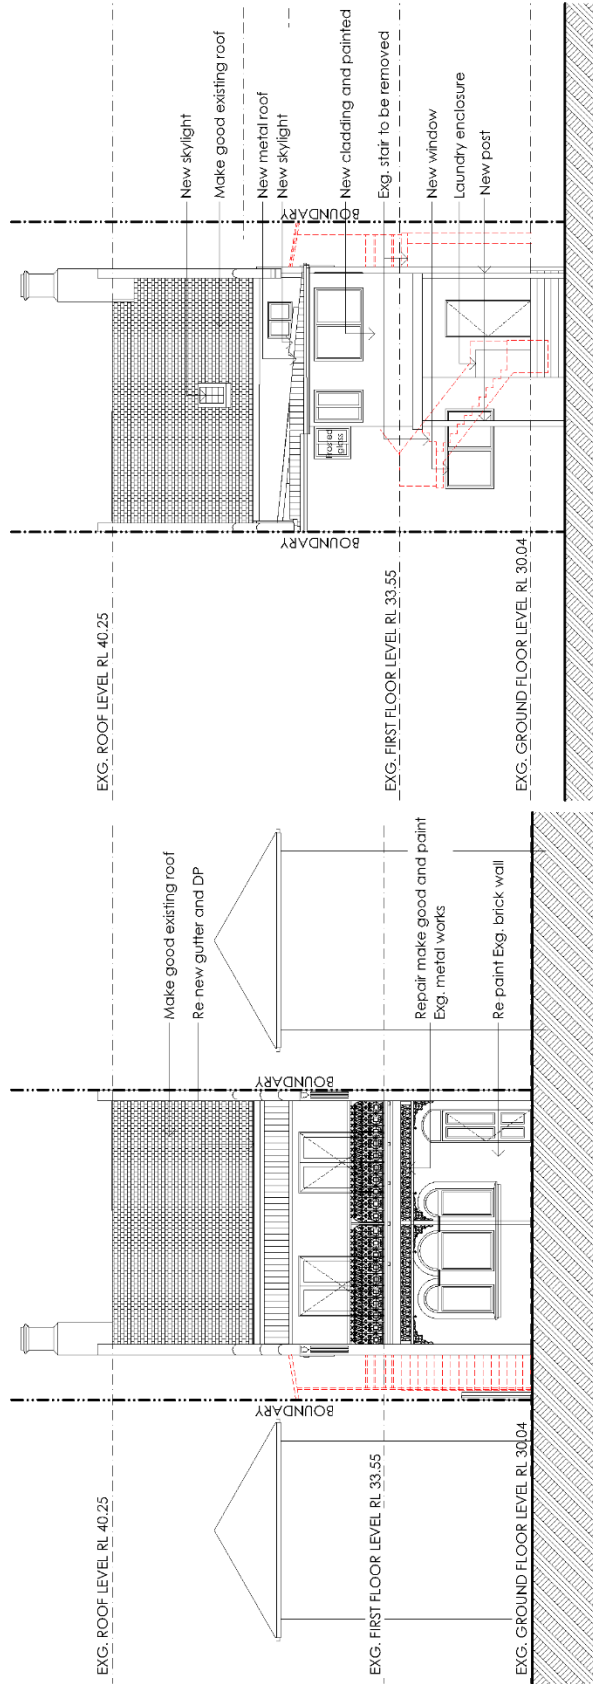 EXG. ROOF LEVEL RL 40.25
EXG. FIRST FLOOR LEVEL RL 33.55
EXG. GROUND FLOOR LEVEL RL 30.04
BOUNDARY
BOUNDARY
Make good existing roof
Re new gutter and DP
Repair make good and paint
Exg. metal works
Re paint Exg. brick wall
EXG. ROOF LEVEL RL 40.25
EXG. FIRST FLOOR LEVEL RL 33.55
EXG. GROUND FLOOR LEVEL RL 30.04
BOUNDARY
Frosted
glass
BOUNDARY
New skylight
Make good existing roof
New metal roof
New skylight
New cladding and painted
Exg. stair to be removed
New window
Laundry enclosure
New post